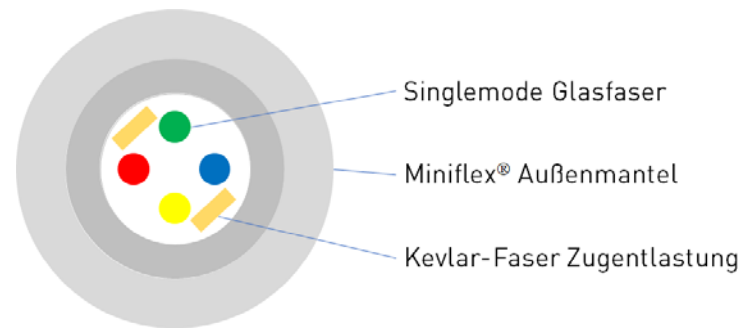 Singlemode Glasfaser
Miniflex® Außenmantel
Kevlar-Faser Zugentlastung